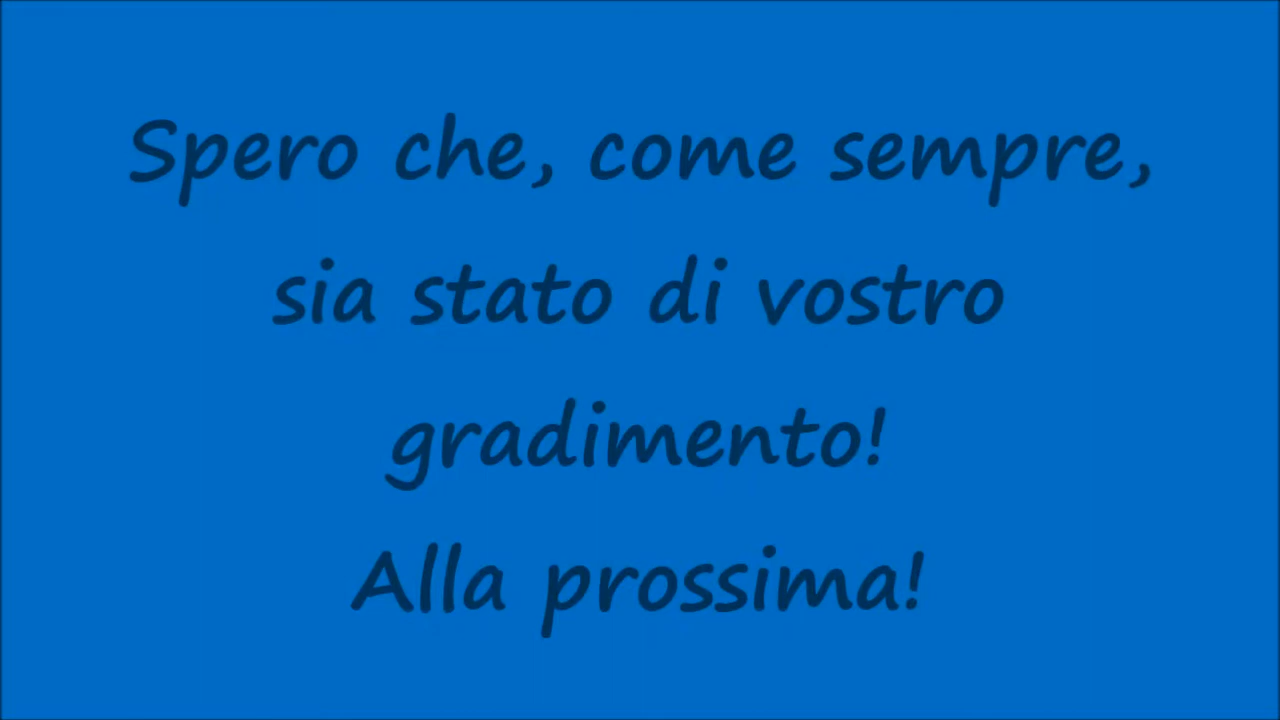 Spero che, come sempre,
sia stato di vostro
gradimento!
Alla prossima!